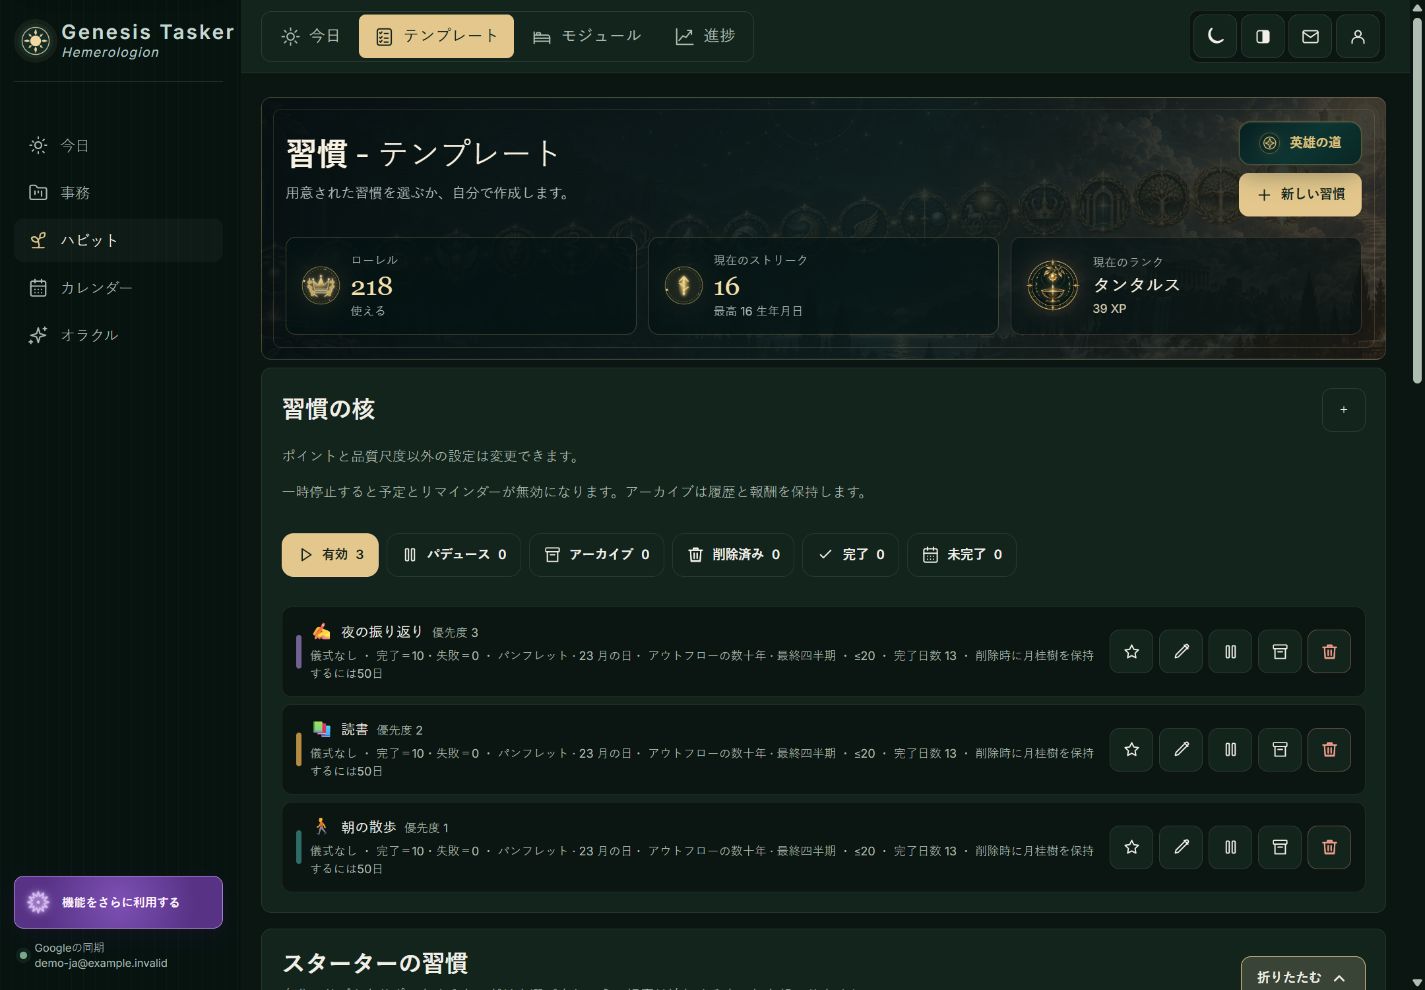 Genesis Tasker
Hemerologion
今日
事務
ハビット
カレンダー
オラクル
機能をさらに利用する
Googleの同期
demo-ja@example.invalid
今日
テンプレート
モジュール
進捗
習慣 - テンプレート
用意された習慣を選ぶか、自分で作成します。
英雄の道
+ 新しい習慣
ローレル
218
使える
現在のストリーク
16
最高 16 生年月日
現在のランク
タンタルス
39 XP
習慣の核
+
ポイントと品質尺度以外の設定は変更できます。
一時停止すると予定とリマインダーが無効になります。アーカイブは履歴と報酬を保持します。
有効 3
パデュース 0
アーカイブ 0
削除済み 0
完了 0
未完了 0
夜の振り返り 優先度 3
儀式なし ・ 完了=10・失敗=0 ・ パンフレット · 23 月の日・ アウトフローの数十年 · 最終四半期 ・ ≤20 ・ 完了日数 13 ・ 削除時に月桂樹を保持
するには50日
読書 優先度 2
儀式なし ・ 完了=10・失敗=0 ・ パンフレット · 23 月の日・ アウトフローの数十年 · 最終四半期 ・ ≤20 ・ 完了日数 13 ・ 削除時に月桂樹を保持
するには50日
朝の散歩 優先度 1
儀式なし ・ 完了=10・失敗=0 ・ パンフレット · 23 月の日・ アウトフローの数十年 · 最終四半期 ・ ≤20 ・ 完了日数 13 ・ 削除時に月桂樹を保持
するには50日
スターターの習慣
折りたたむ